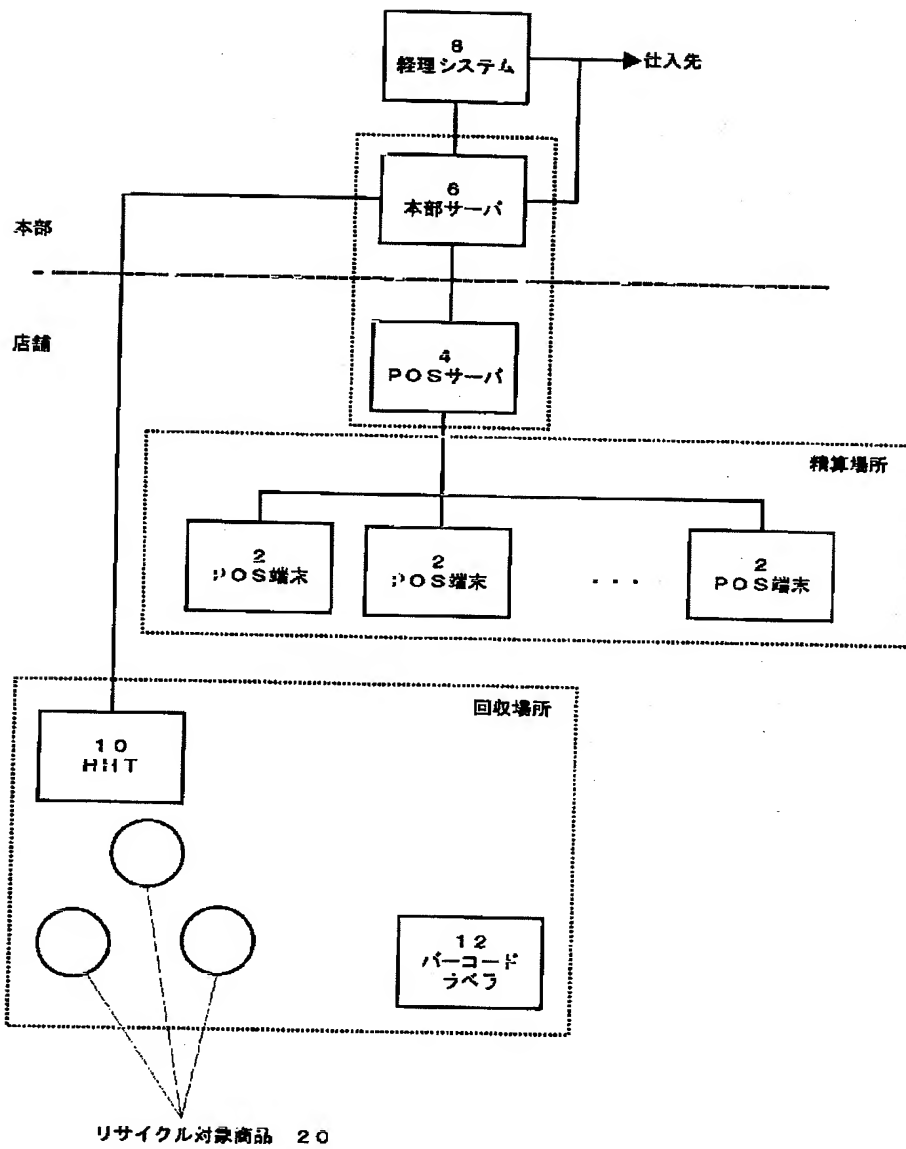 8
経理システム
仕入先
6
本部サーバ
本部
店舗
4
POSサーバ
精算場所
2
POS端末
2
POS端末
・・・
2
POS端末
回収場所
10
HHT
12
バーコード
ラベラ
リサイクル対象商品 20